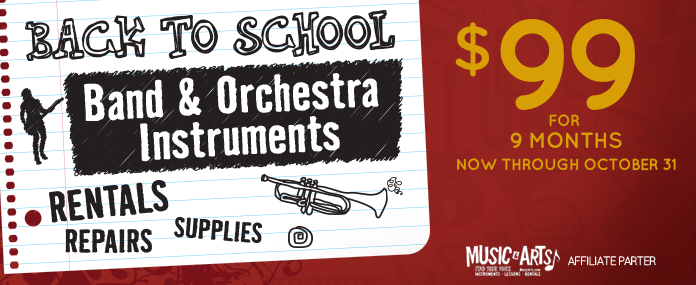 BACK TO SCHOOL
Band & Orchestra
Instruments
RENTALS
REPAIRS
SUPPLIES
$99
FOR
9 MONTHS
NOW THROUGH OCTOBER 31
MUSIC & ARTS
FIND YOUR VOICE
INSTRUMENTS • LESSONS • RENTALS
AFFILIATE PARTER